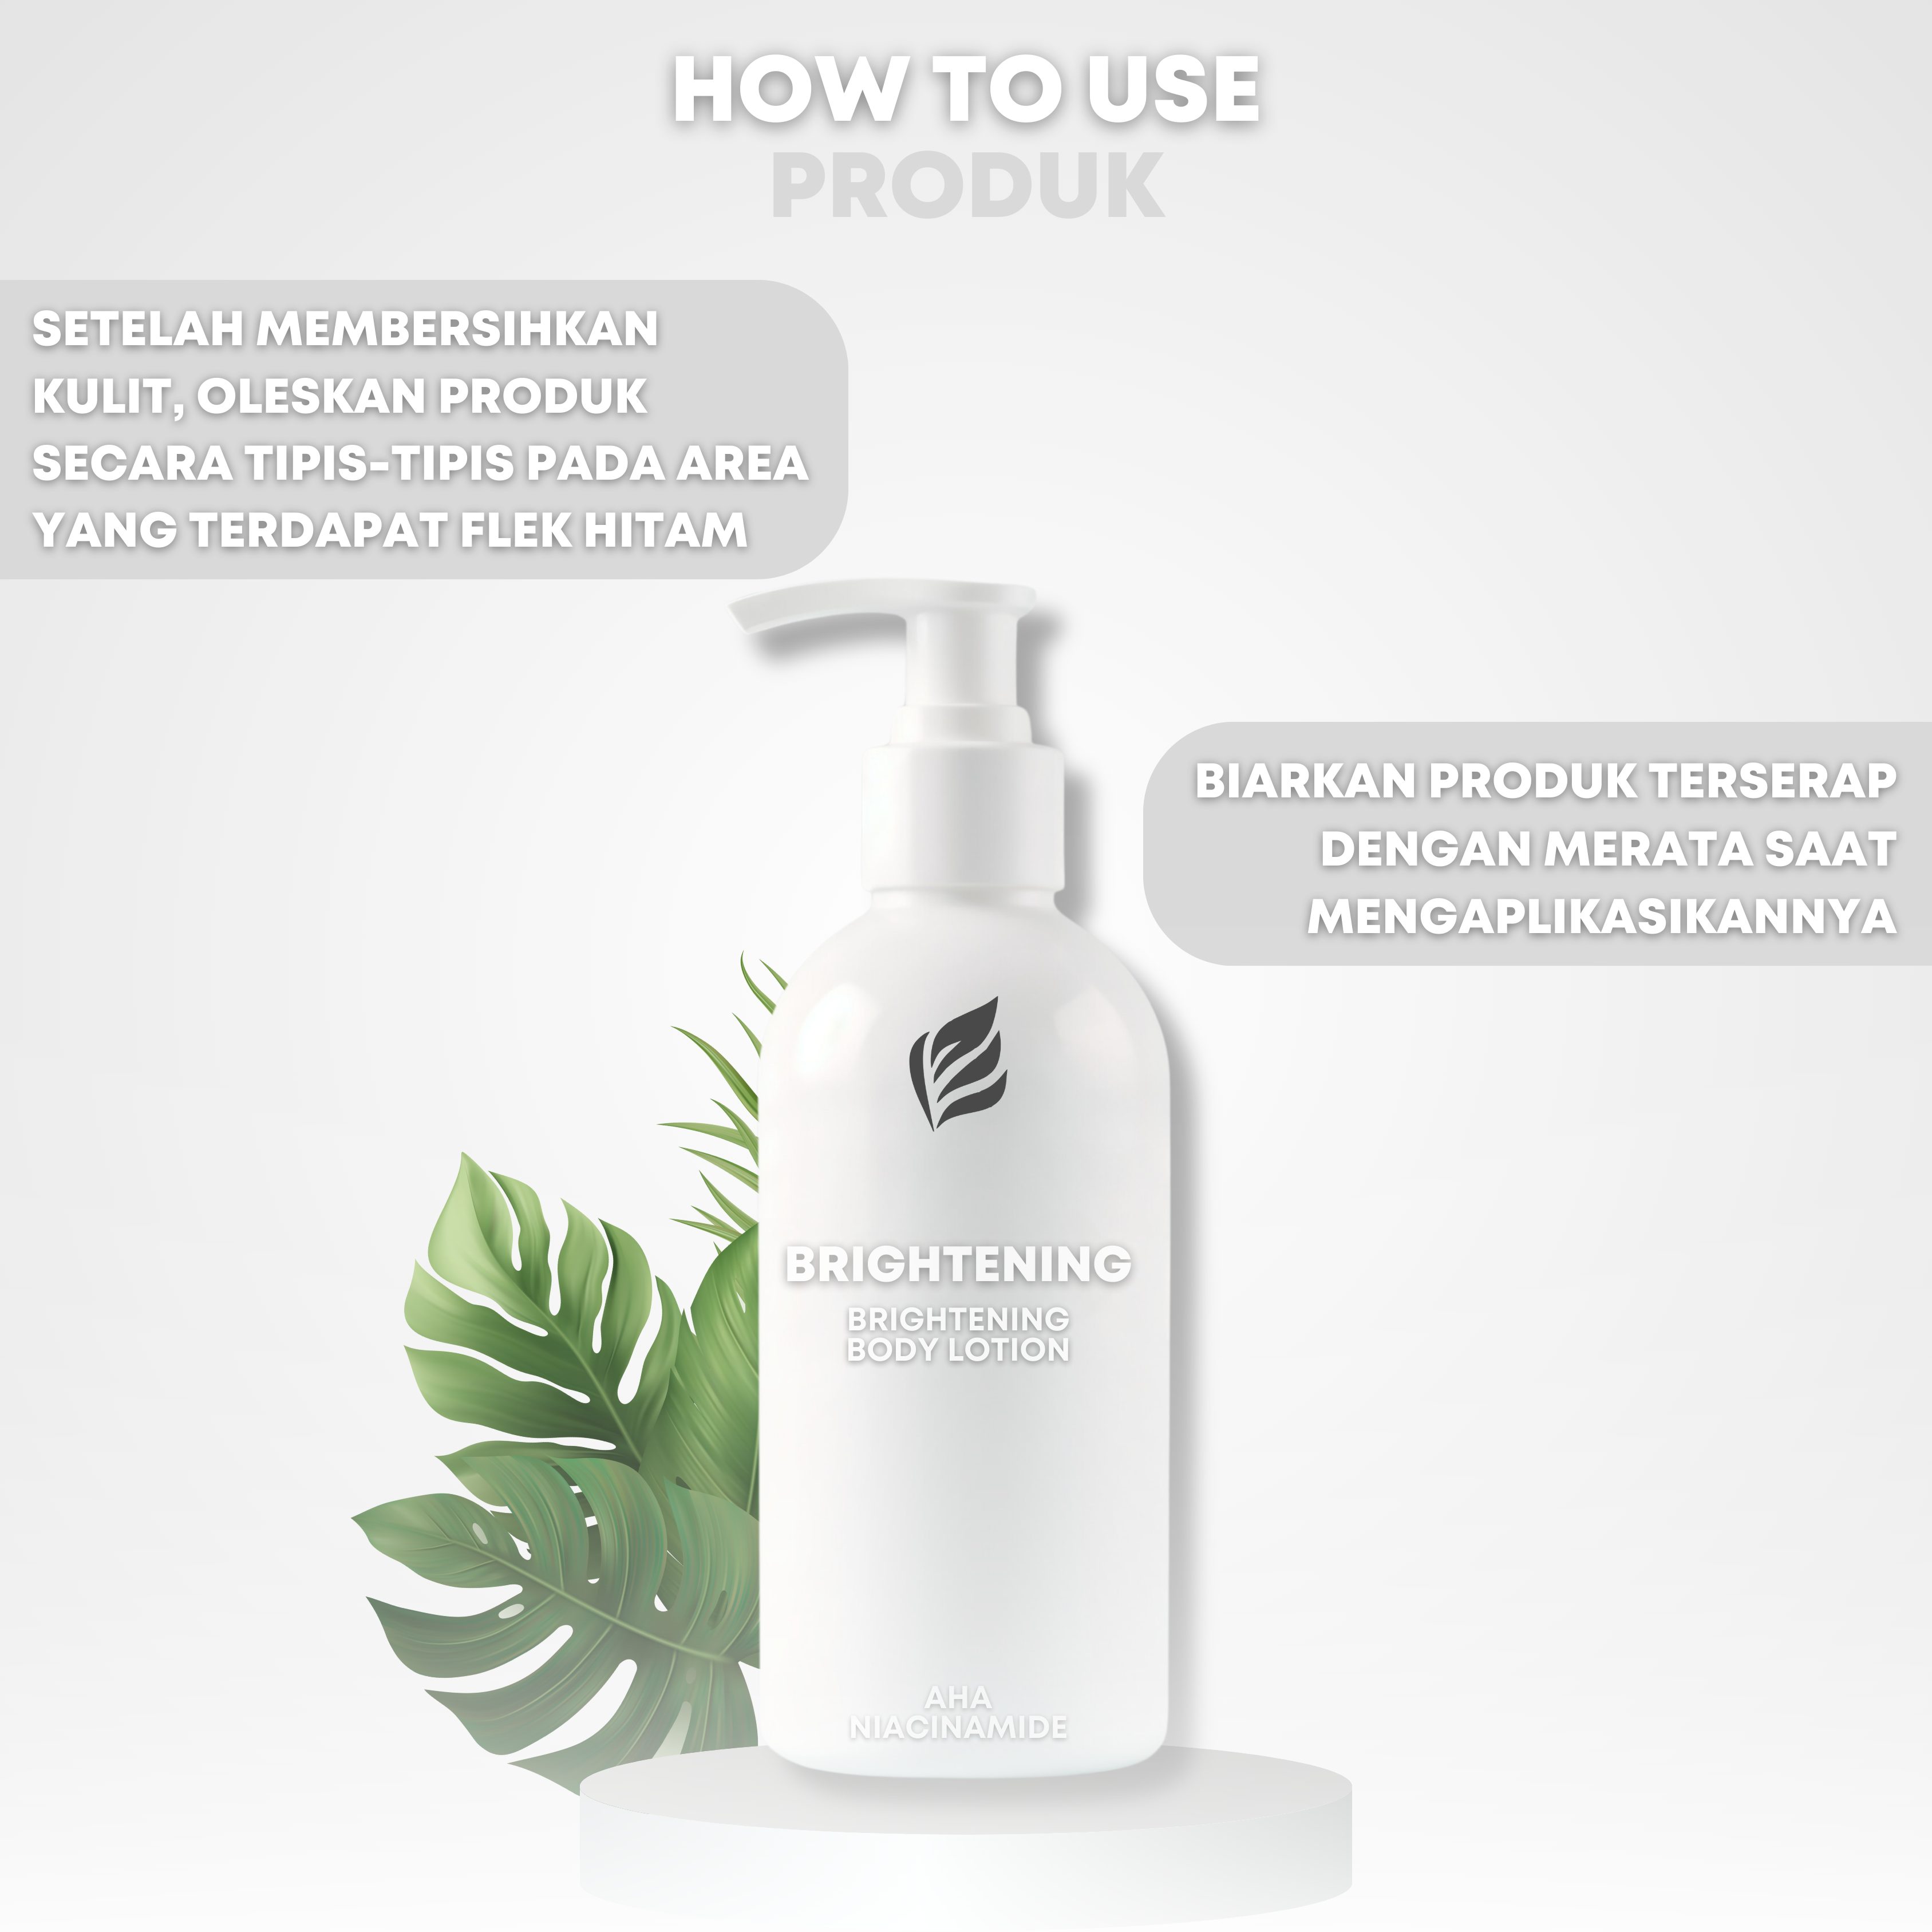 HOW TO USE
PRODUK
SETELAH MEMBERSIHKAN
KULIT, OLESKAN PRODUK
SECARA TIPIS-TIPIS PADA AREA
YANG TERDAPAT FLEK HITAM
BIARKAN PRODUK TERSERAP
DENGAN MERATA SAAT
MENGAPLIKASIKANNYA
BRIGHTENING
BRIGHTENING
BODY LOTION
AHA
NIACINAMIDE